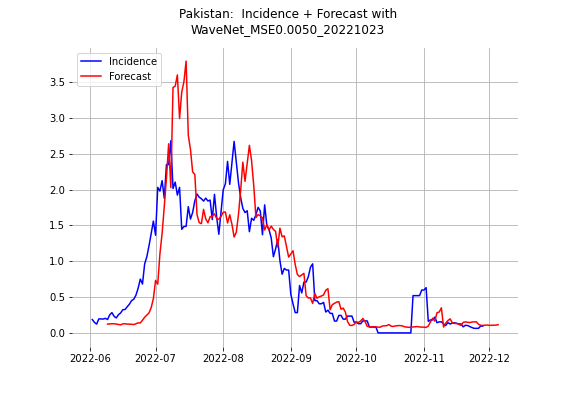 Pakistan:  Incidence + Forecast with
WaveNet_MSE0.0050_20221023
Incidence
Forecast
3.5
3.0
2.5
2.0
1.5
1.0
0.5
0.0
2022-06 2022-07 2022-08 2022-09 2022-10 2022-11 2022-12